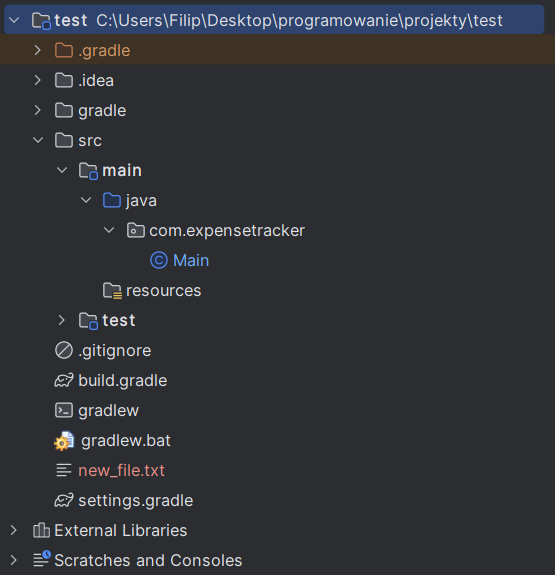 test C:\Users\Filip\Desktop\programowanie\projekty\test
.gradle
.idea
gradle
src
main
java
com.expensetracker
Main
resources
test
.gitignore
build.gradle
gradlew
gradlew.bat
new_file.txt
settings.gradle
External Libraries
Scratches and Consoles